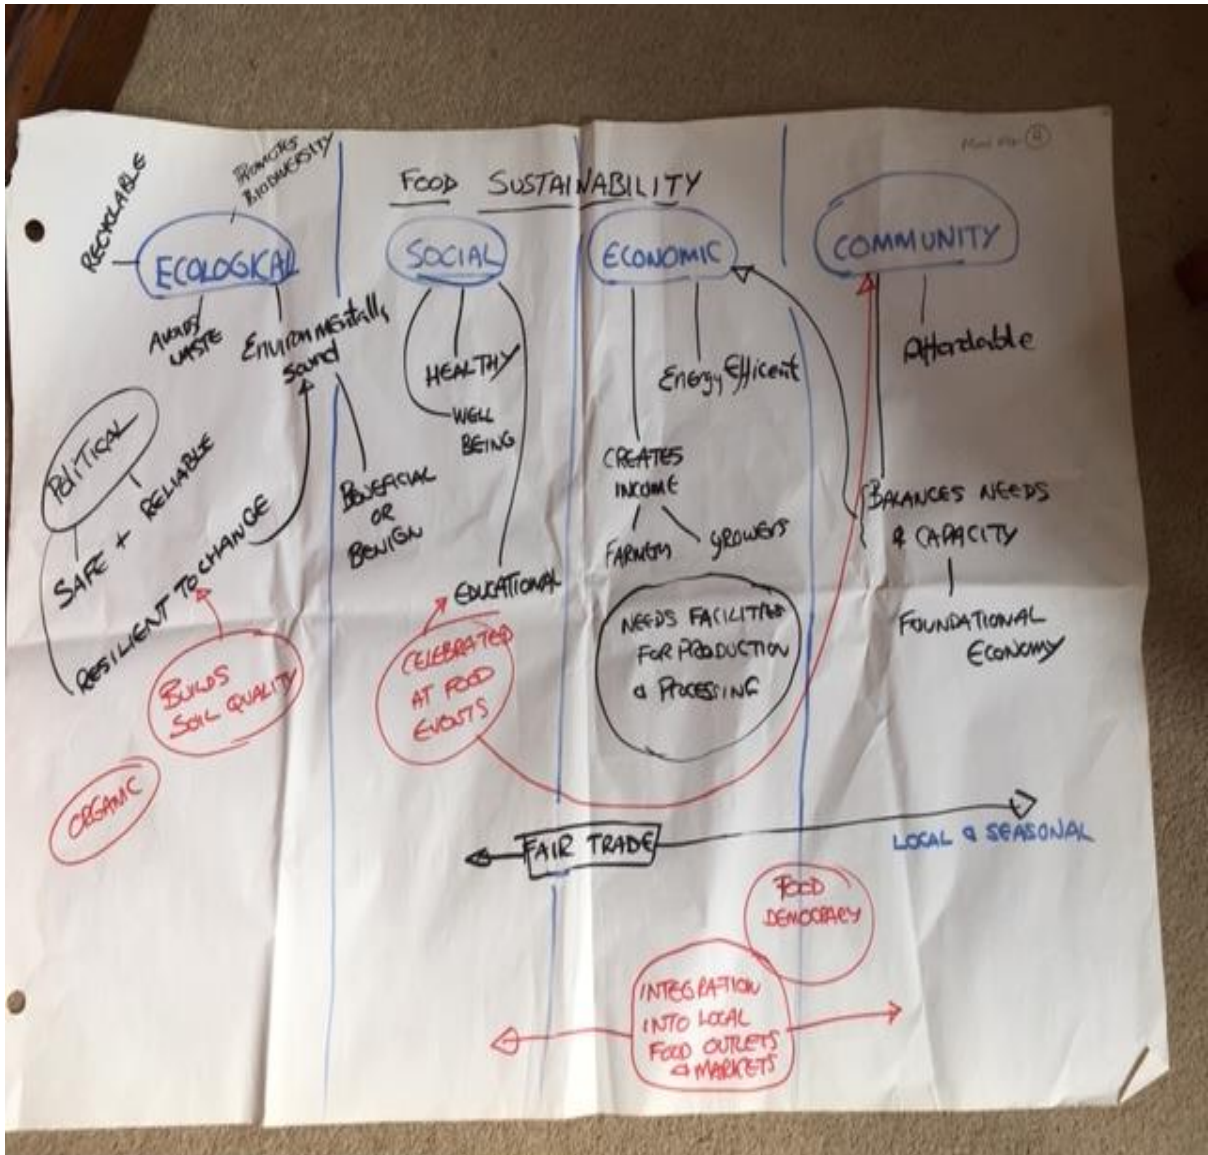 FOOD SUSTAINABILITY
RECYCLABLE
PROMOTES
BIODIVERSITY
ECOLOGICAL
AVOIDS
WASTE
Environmentally
Sound
BENEFICIAL
OR
BENIGN
POLITICAL
SAFE + RELIABLE
RESILIENT TO CHANGE
BUILDS
SOIL QUALITY
ORGANIC
SOCIAL
HEALTHY
WELL
BEING
EDUCATIONAL
CELEBRATED
AT FOOD
EVENTS
ECONOMIC
Energy Efficent
CREATES
INCOME
FARMERS
GROWERS
NEEDS FACILITIES
FOR PRODUCTION
& PROCESSING
COMMUNITY
Affordable
BALANCES NEEDS
& CAPACITY
FOUNDATIONAL
ECONOMY
FAIR TRADE
LOCAL & SEASONAL
FOOD
DEMOCRACY
INTEGRATION
INTO LOCAL
FOOD OUTLETS
& MARKETS